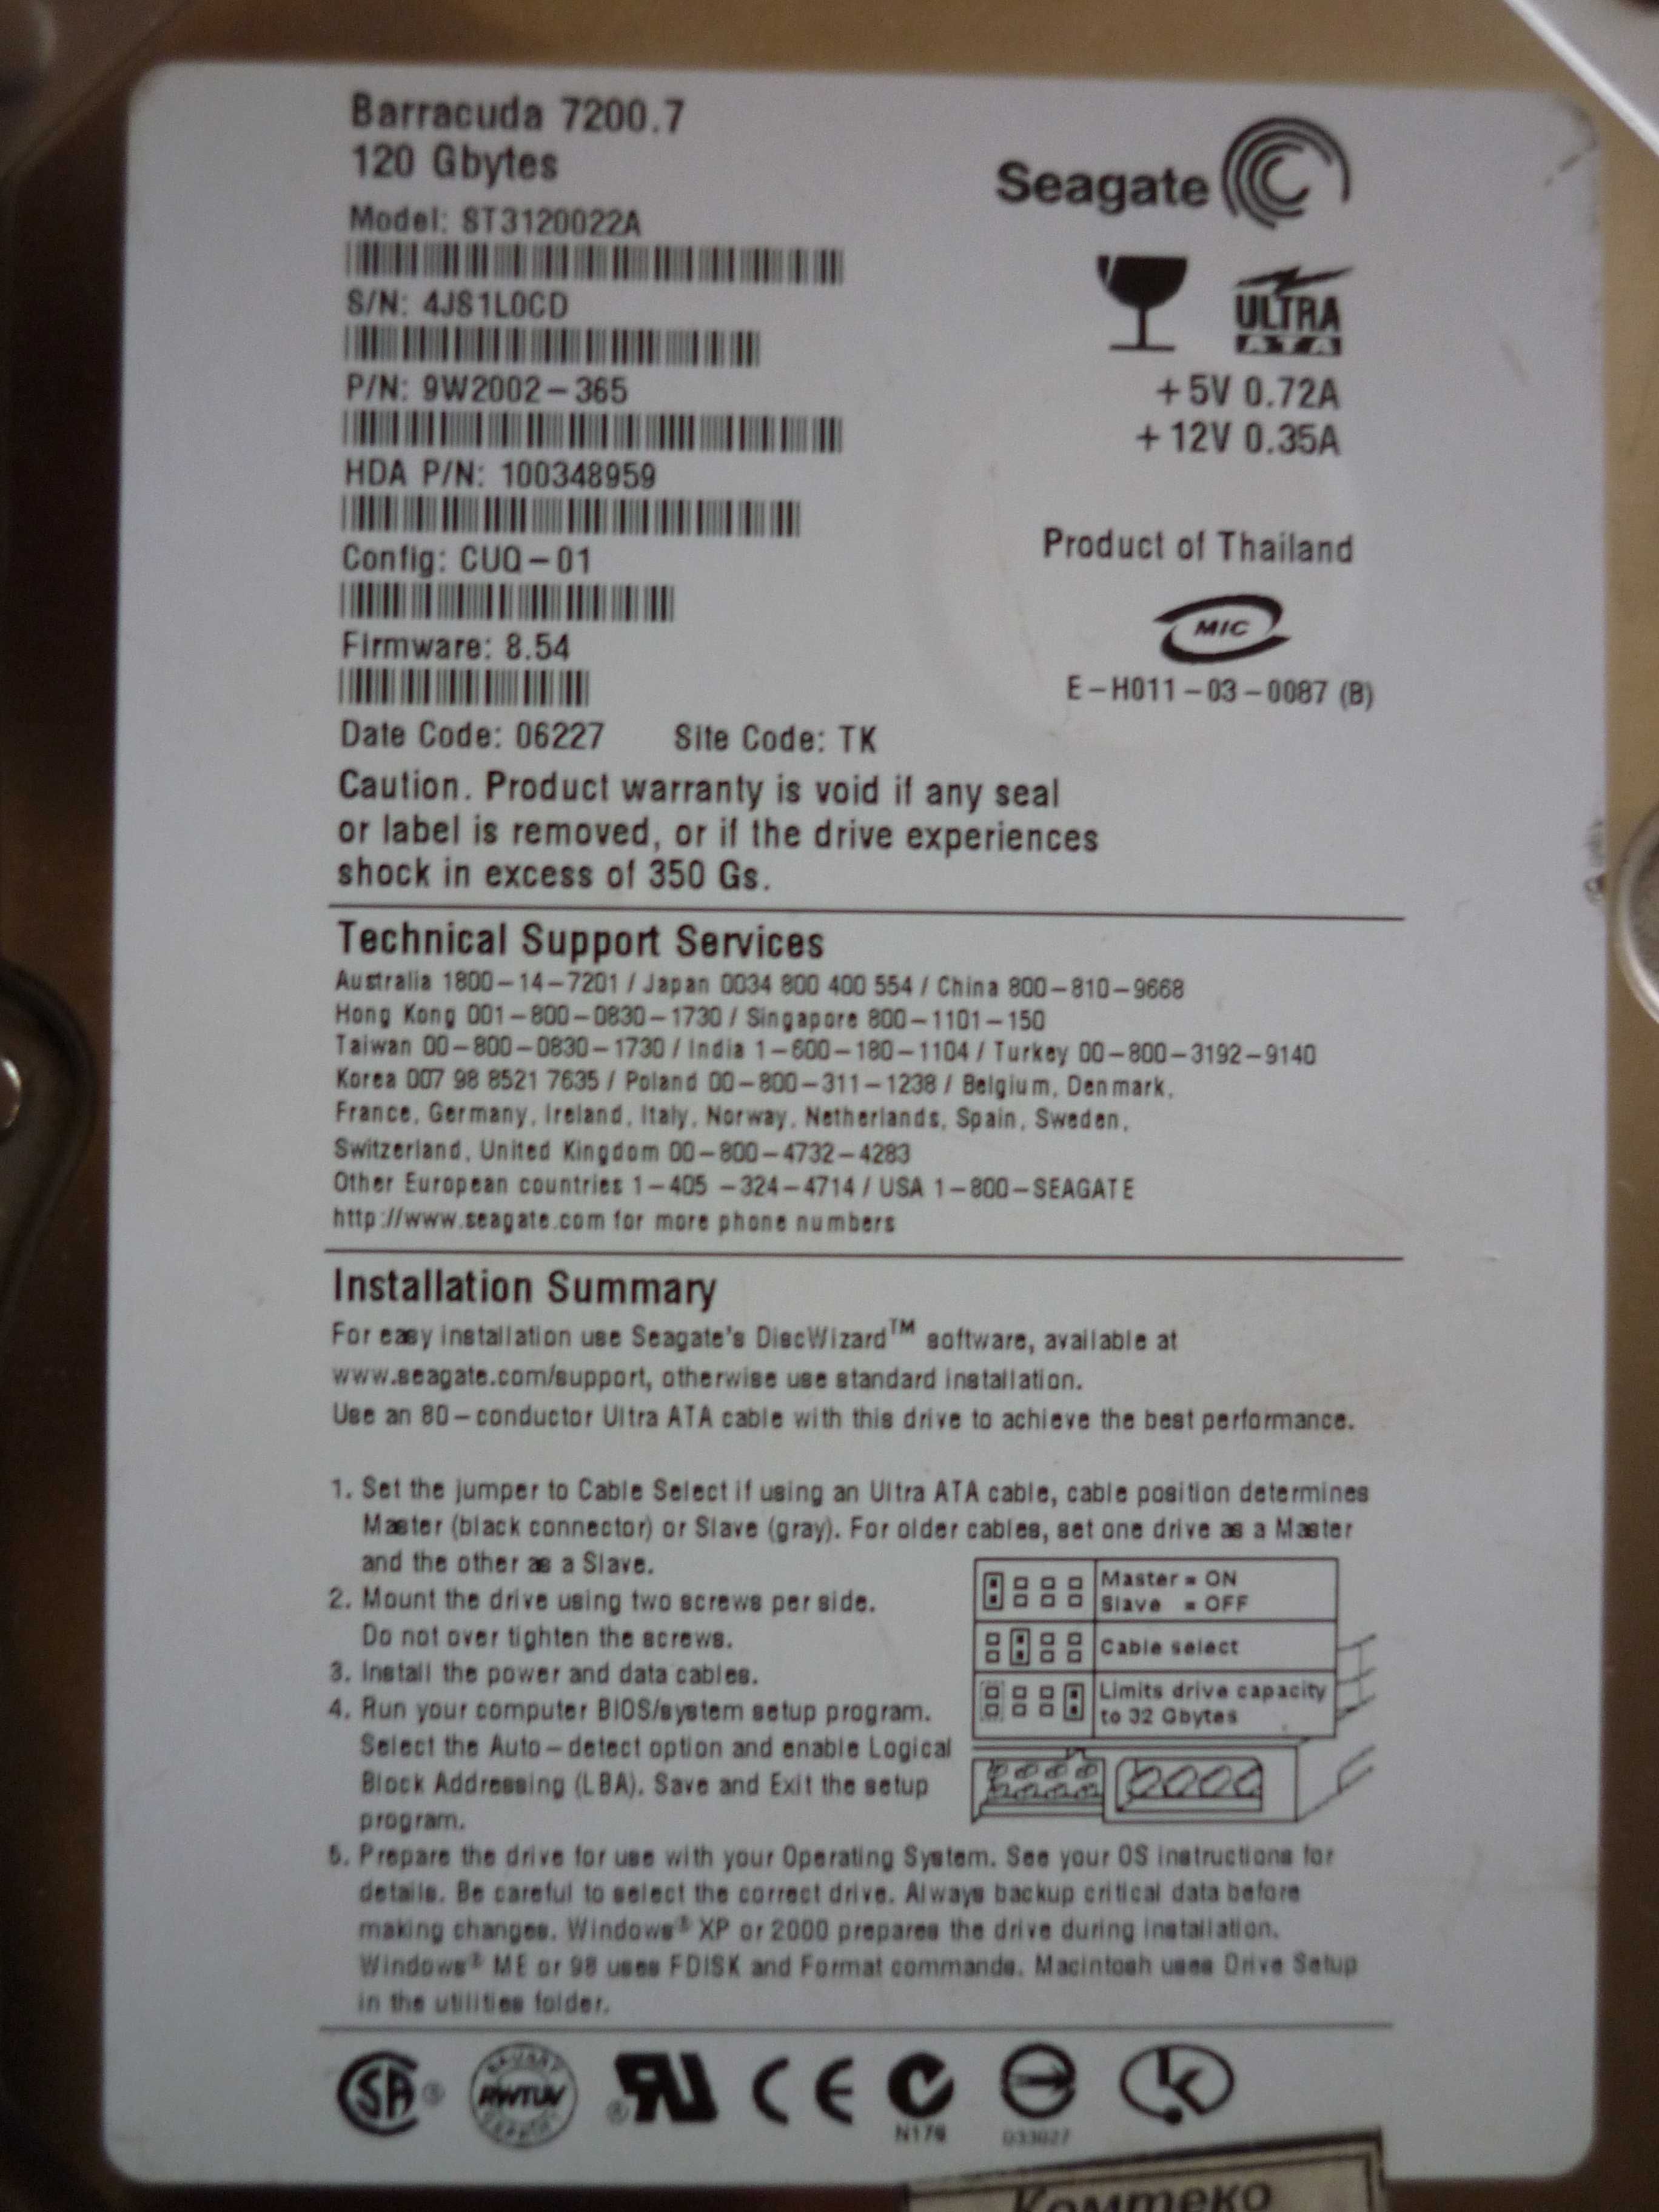 Barracuda 7200.7
120 Gbytes
Seagate
Model: ST3120022A
S/N: 4JS1L0CD
ULTRA
ATA
P/N: 9W2002-365
+5V 0.72A
+12V 0.35A
HDA P/N: 100348959
Product of Thailand
Config: CUQ-01
MIC
Firmware: 8.54
E-H011-03-0087 (B)
Date Code: 06227 Site Code: TK
Caution. Product warranty is void if any seal
or label is removed, or if the drive experiences
shock in excess of 350 Gs.
Technical Support Services
Australia 1800-14-7201 / Japan 0034 800 400 554 / China 800-810-9668
Hong Kong 001-800-0830-1730 / Singapore 800-1101-150
Taiwan 00-800-0830-1730 / India 1-600-180-1104 / Turkey 00-800-3192-9140
Korea 007 98 8521 7635 / Poland 00-800-311-1238 / Belgium, Denmark,
France, Germany, Ireland, Italy, Norway, Netherlands, Spain, Sweden,
Switzerland, United Kingdom 00-800-4732-4283
Other European countries 1-405 -324-4714 / USA 1-800-SEAGATE
http://www.seagate.com for more phone numbers
Installation Summary
For easy installation use Seagate's DiscWizard™ software, available at
www.seagate.com/support, otherwise use standard installation.
Use an 80-conductor Ultra ATA cable with this drive to achieve the best performance.
1. Set the jumper to Cable Select if using an Ultra ATA cable, cable position determines
Master (black connector) or Slave (gray). For older cables, set one drive as a Master
and the other as a Slave.
2. Mount the drive using two screws per side.
Do not over tighten the screws.
3. Install the power and data cables.
4. Run your computer BIOS/system setup program.
Select the Auto-detect option and enable Logical
Block Addressing (LBA). Save and Exit the setup
program.
Master = ON
Slave = OFF
Cable select
Limits drive capacity
to 32 Gbytes
5. Prepare the drive for use with your Operating System. See your OS instructions for
details. Be careful to select the correct drive. Always backup critical data before
making changes. Windows® XP or 2000 prepares the drive during installation.
Windows® ME or 98 uses FDISK and Format commands. Macintosh uses Drive Setup
in the utilities folder.
SA ®
RWTUV
CE
N176
D33027
Коттеко